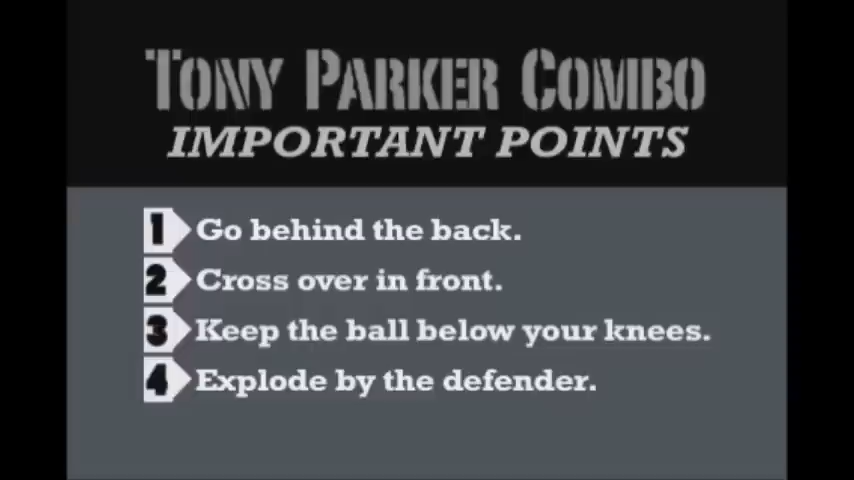 TONY PARKER COMBO
IMPORTANT POINTS
1 Go behind the back.
2 Cross over in front.
3 Keep the ball below your knees.
4 Explode by the defender.